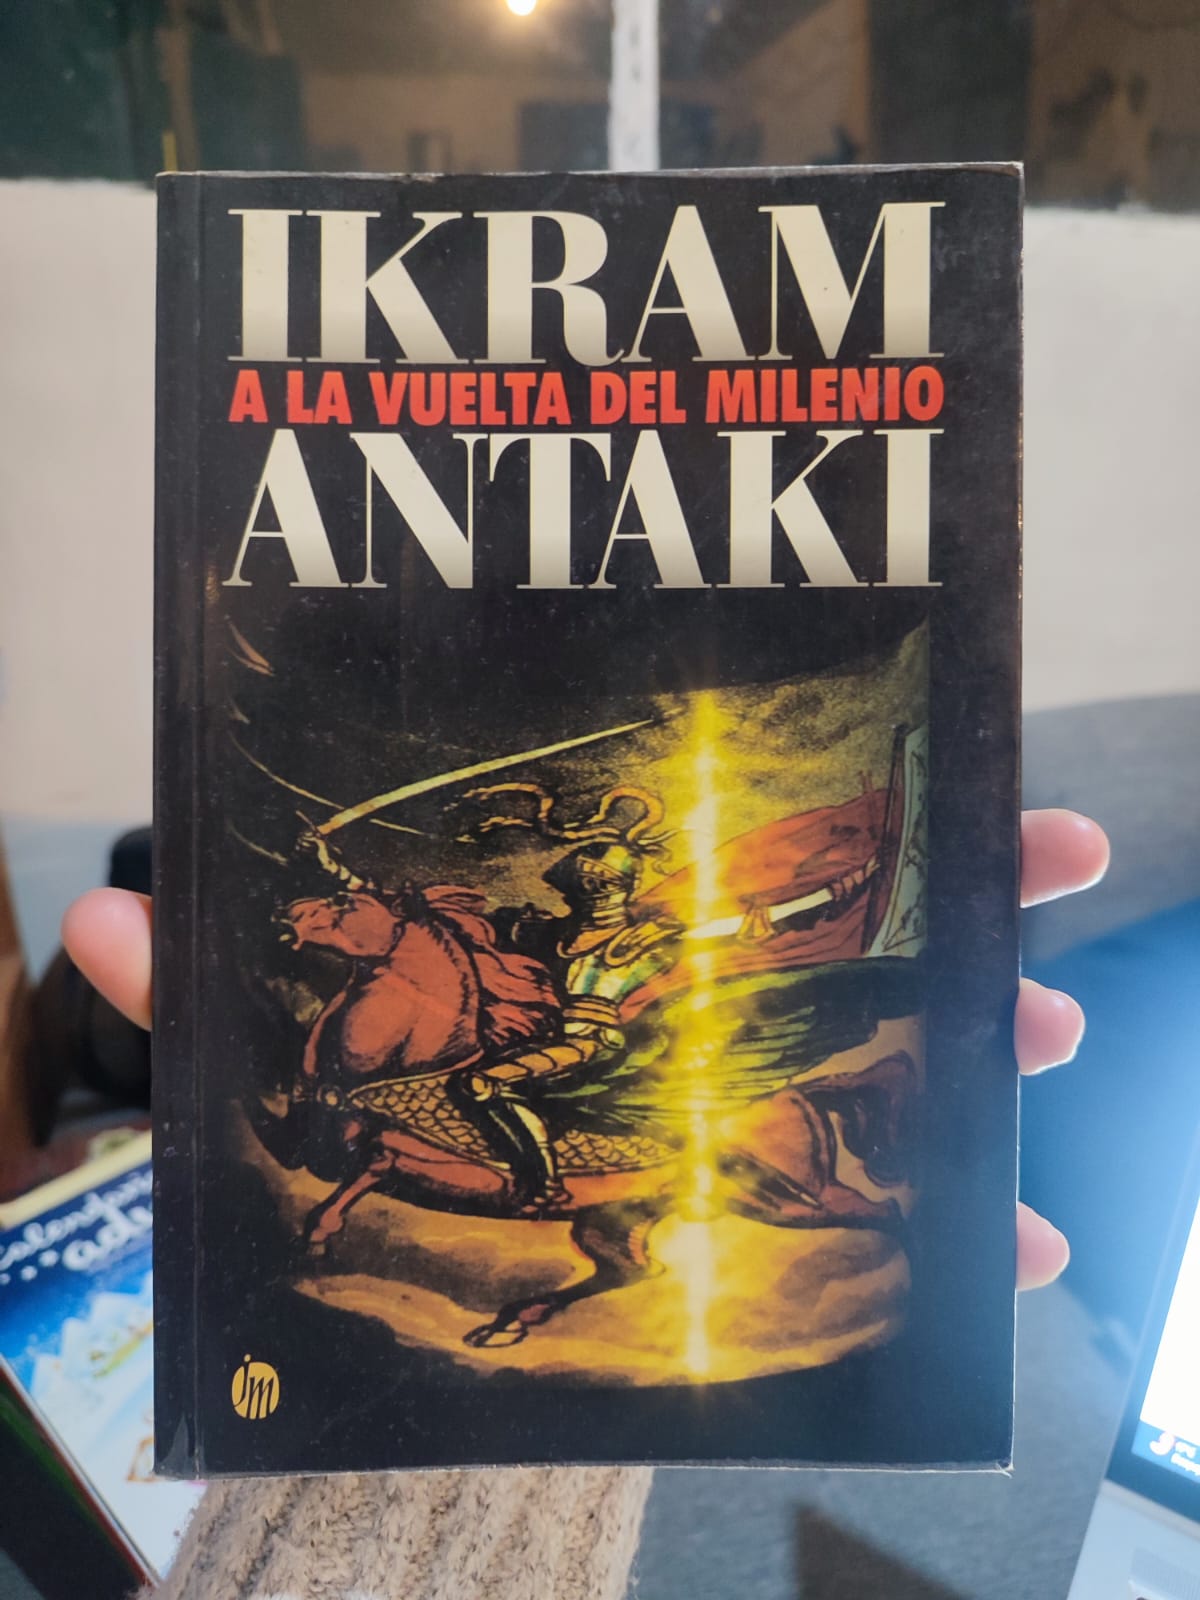 IKRAM
A LA VUELTA DEL MILENIO
ANTAKI
jm